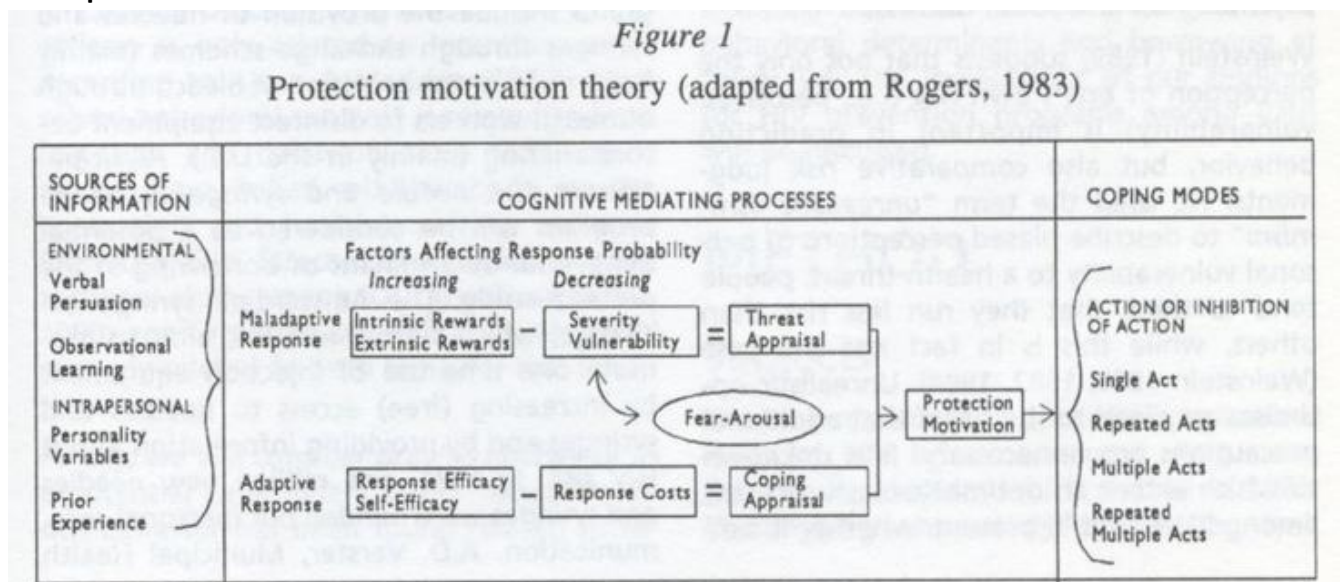 Figure 1
Protection motivation theory (adapted from Rogers, 1983)
SOURCES OF
INFORMATION
COGNITIVE MEDIATING PROCESSES
COPING MODES
ENVIRONMENTAL
Verbal
Persusion
Observational
Learning
INTRAPERSONAL
Personality
Variables
Prior
Experience
Factors Affecting Response Probability
Increasing Decreasing
Maladaptive
Response
Intrinsic Rewards
Extrinsic Rewards
–
Severity
Vulnerability
=
Threat
Appraisal
Fear-Arousal
Adaptive
Response
Response Efficacy
Self-Efficacy
–
Response Costs
=
Coping
Appraisal
Protection
Motivation
ACTION OR INHIBITION
OF ACTION
Single Act
Repeated Acts
Multiple Acts
Repeated
Multiple Acts